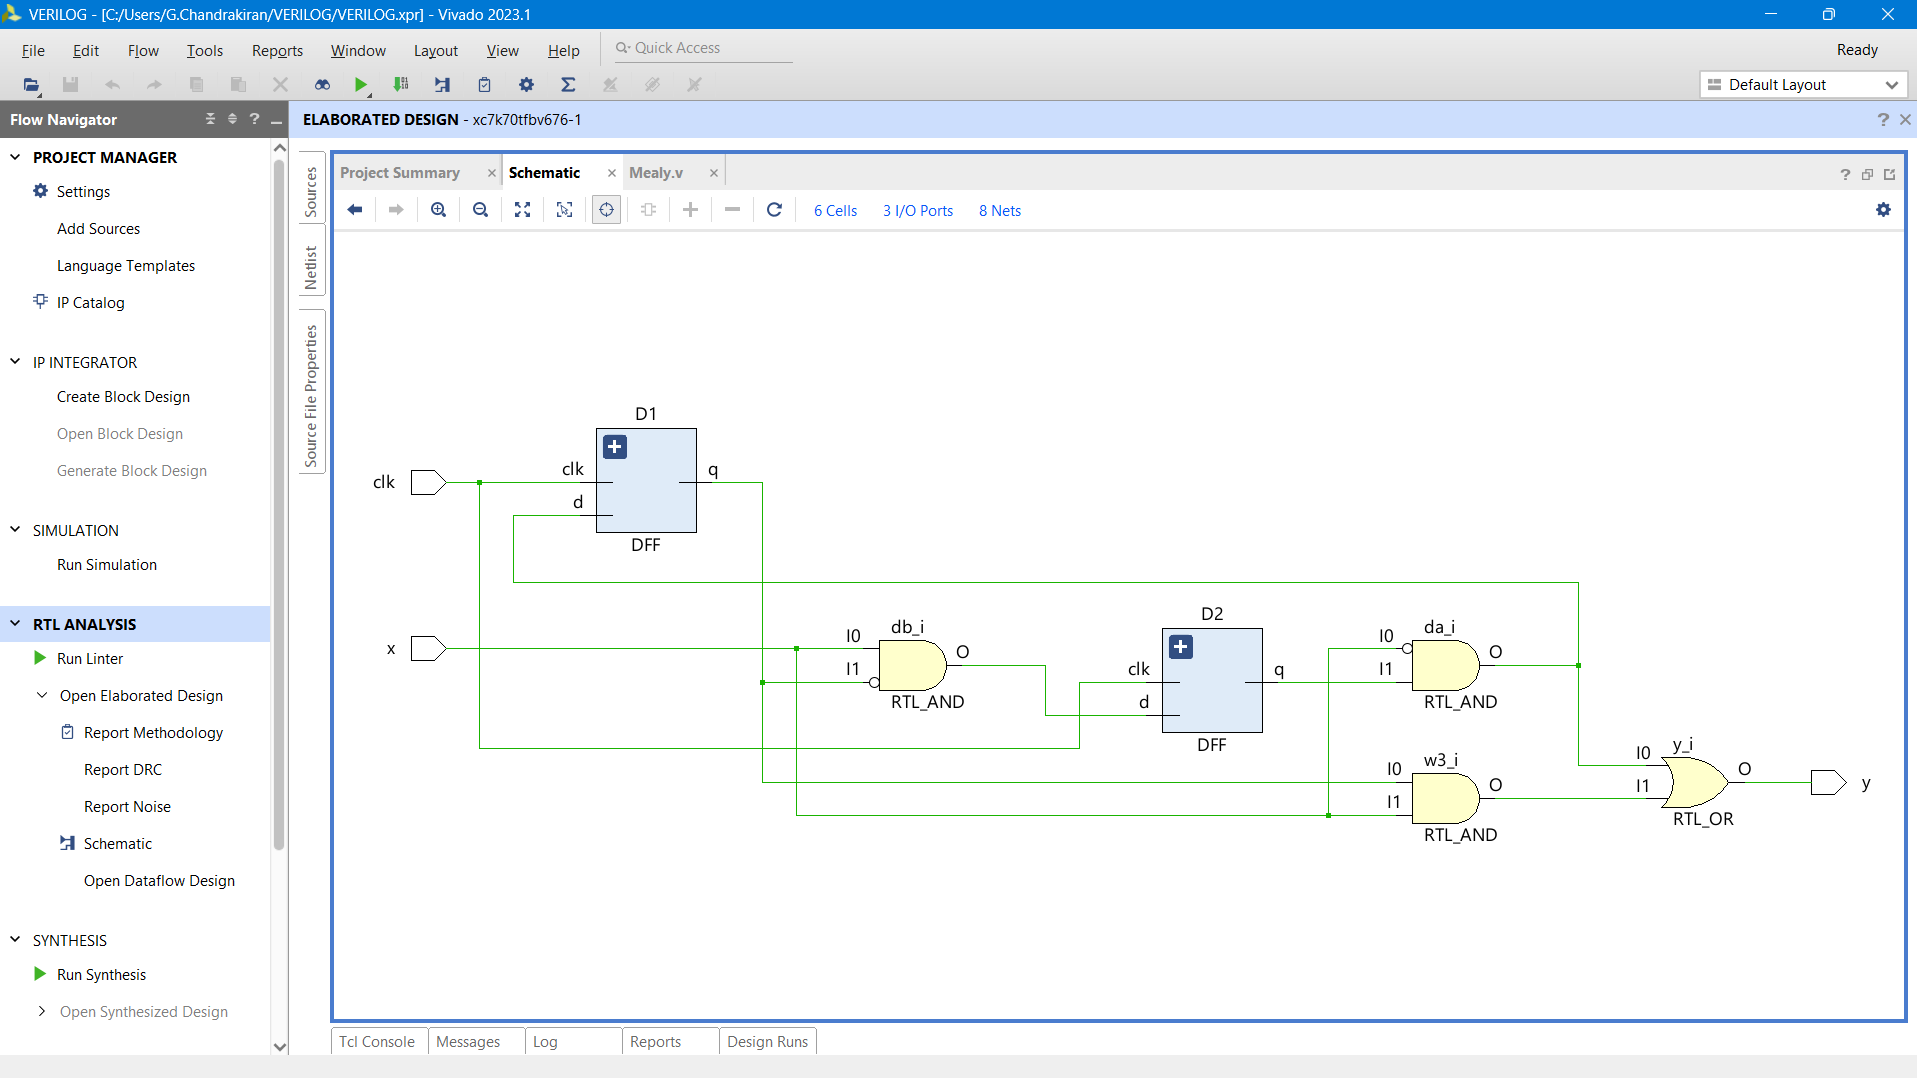 VERILOG - [C:/Users/G.Chandrakiran/VERILOG/VERILOG.xpr] - Vivado 2023.1
File Edit Flow Tools Reports Window Layout View Help Quick Access Ready
Default Layout
Flow Navigator
ELABORATED DESIGN - xc7k70tfbv676-1
PROJECT MANAGER
Settings
Add Sources
Language Templates
IP Catalog
IP INTEGRATOR
Create Block Design
Open Block Design
Generate Block Design
SIMULATION
Run Simulation
RTL ANALYSIS
Run Linter
Open Elaborated Design
Report Methodology
Report DRC
Report Noise
Schematic
Open Dataflow Design
SYNTHESIS
Run Synthesis
Open Synthesized Design
Sources
Netlist
Source File Properties
Project Summary Schematic Mealy.v
6 Cells 3 I/O Ports 8 Nets
D1
clk clk q
d
DFF
x
db_i
I0
I1 O
RTL_AND
D2
clk q
d
DFF
da_i
I0
I1 O
RTL_AND
w3_i
I0
I1 O
RTL_AND
y_i
I0
I1 O
RTL_OR
y
Tcl Console Messages Log Reports Design Runs